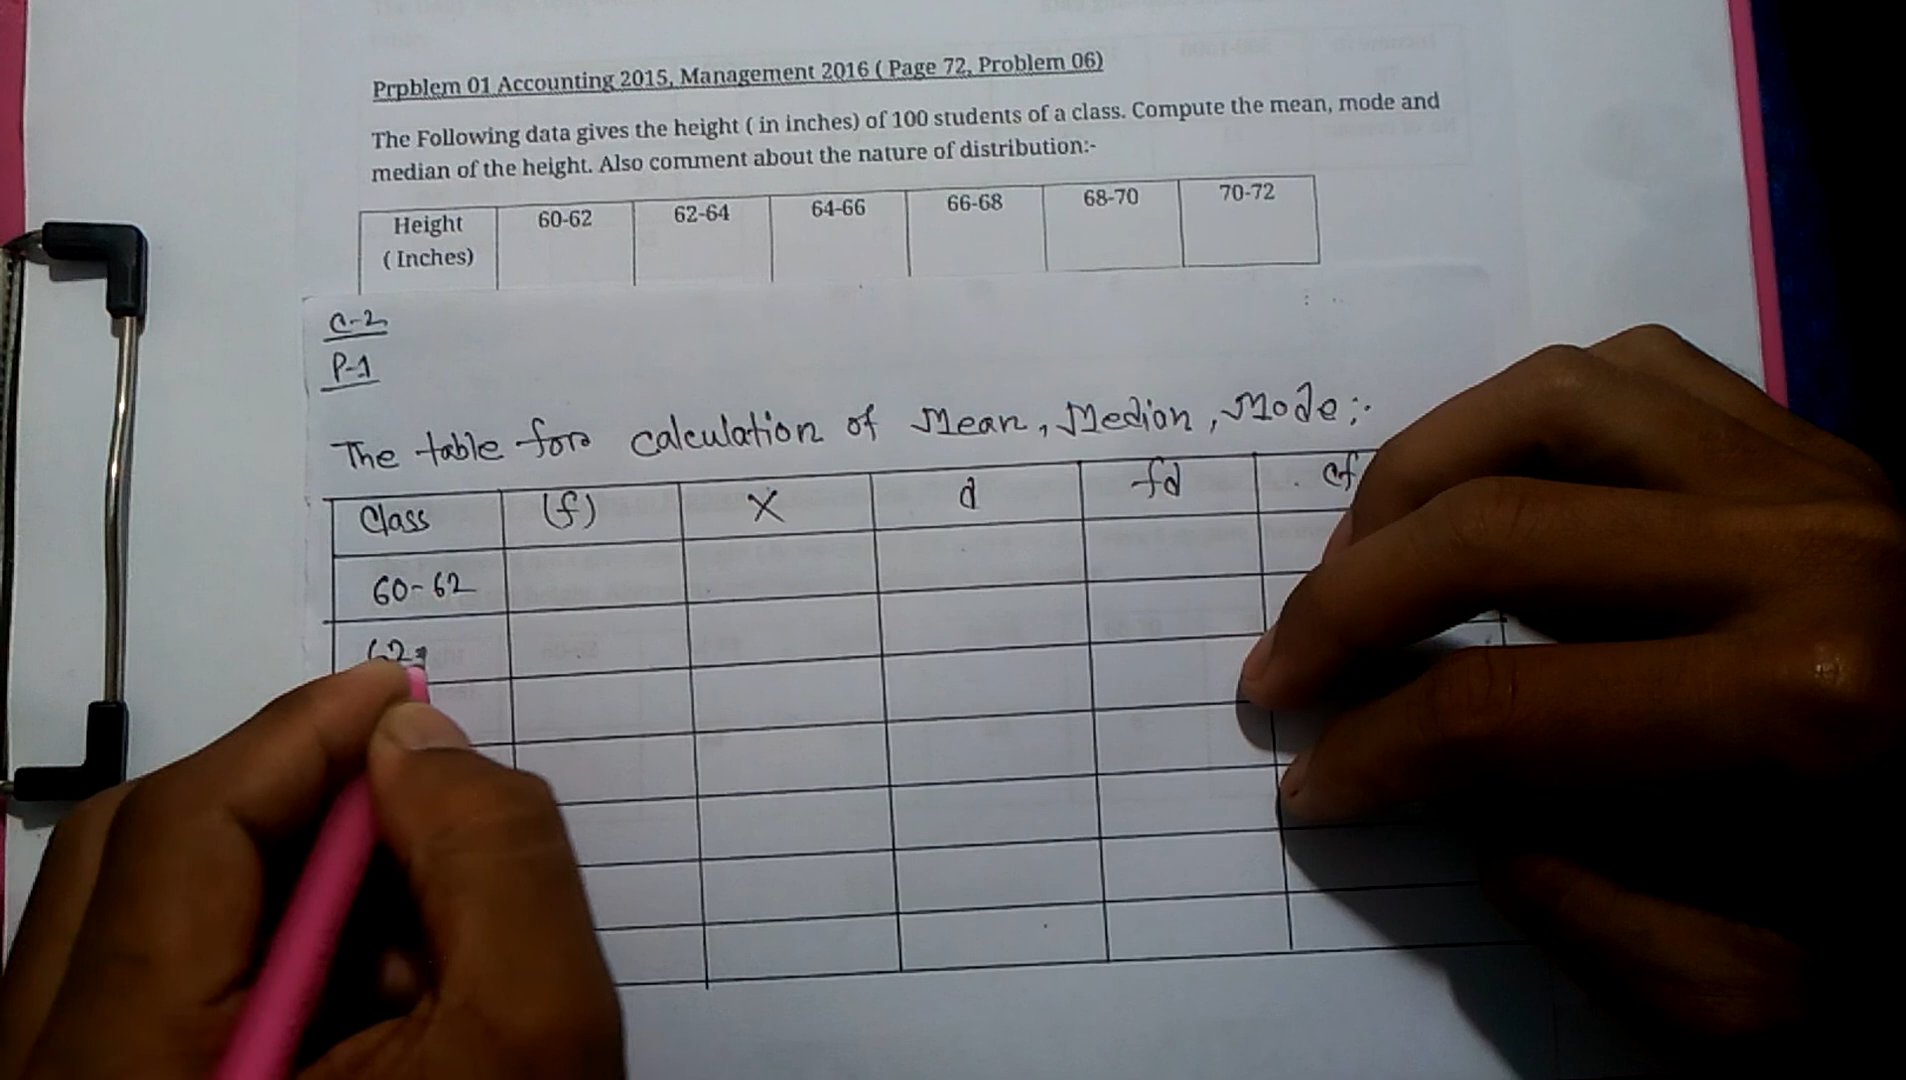 Prpblem 01 Accounting 2015, Management 2016 ( Page 72, Problem 06)
The Following data gives the height ( in inches) of 100 students of a class. Compute the mean, mode and
median of the height. Also comment about the nature of distribution:-
Height (Inches) 60-62 62-64 64-66 66-68 68-70 70-72
C-2
P-1
The table for calculation of Mean, Median, Mode:-
Class (f) X d fd cf
60-62
62-